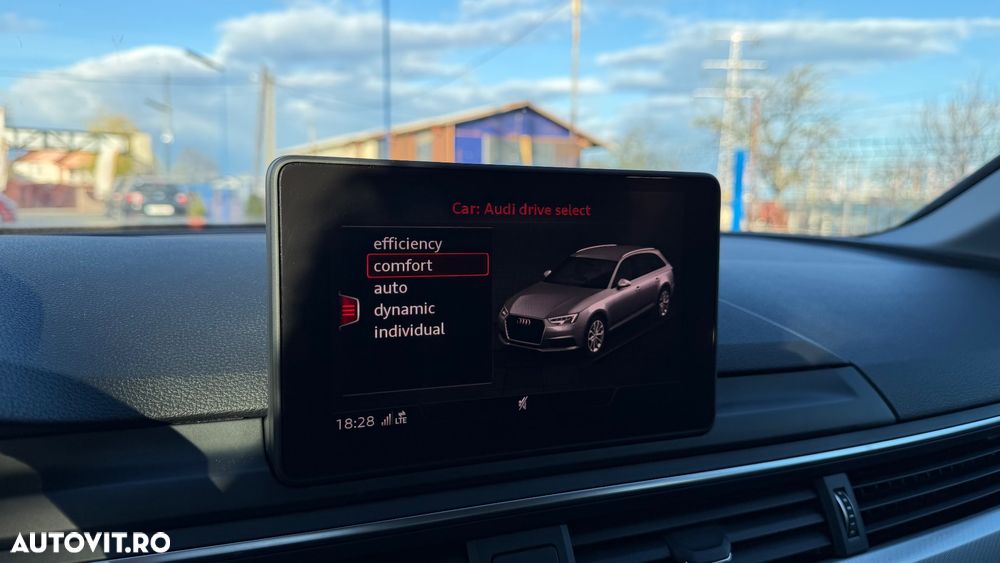 Car: Audi drive select
efficiency
comfort
auto
dynamic
individual
18:28 LTE
AUTOVIT.RO